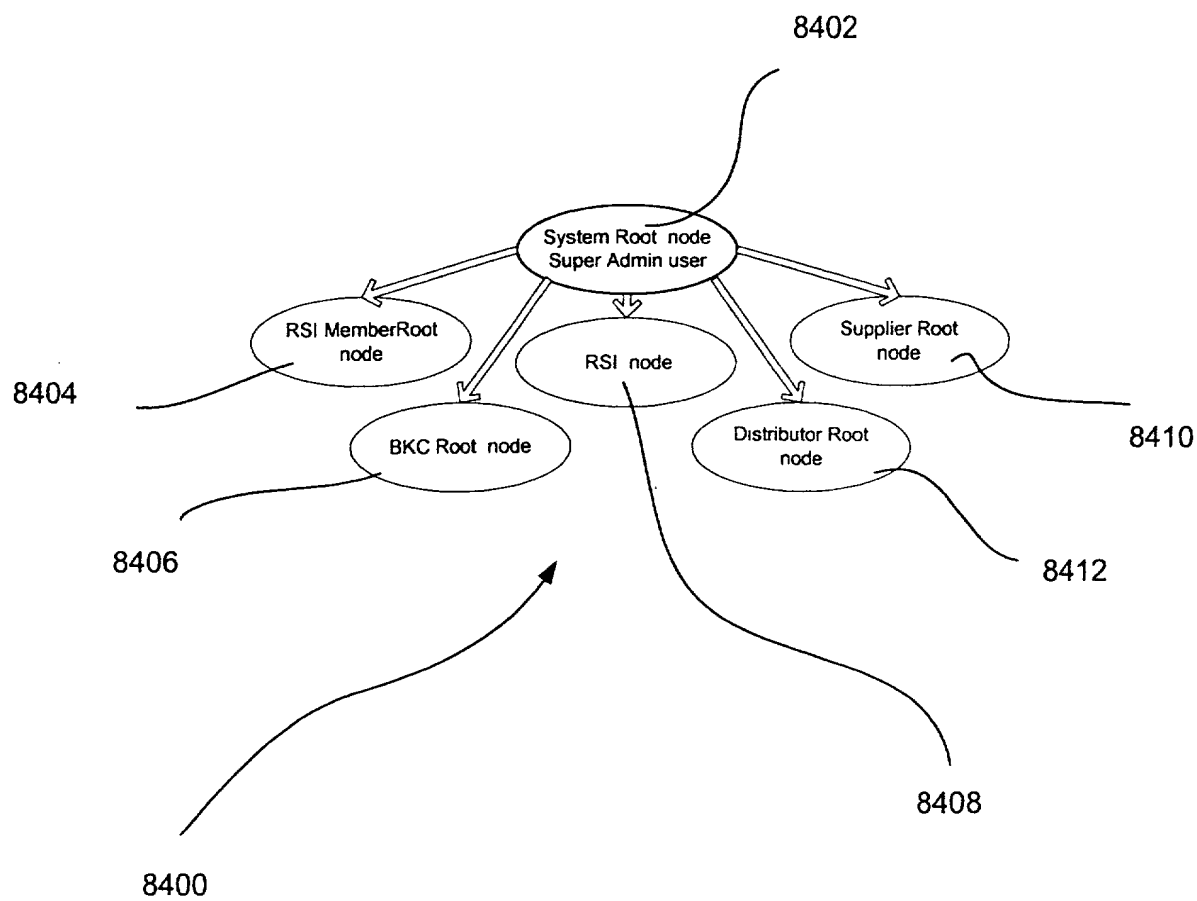 8402
System Root node
Super Admin user
RSI MemberRoot
node
RSI node
Supplier Root
node
8404
BKC Root node
Distributor Root
node
8410
8406
8412
8408
8400